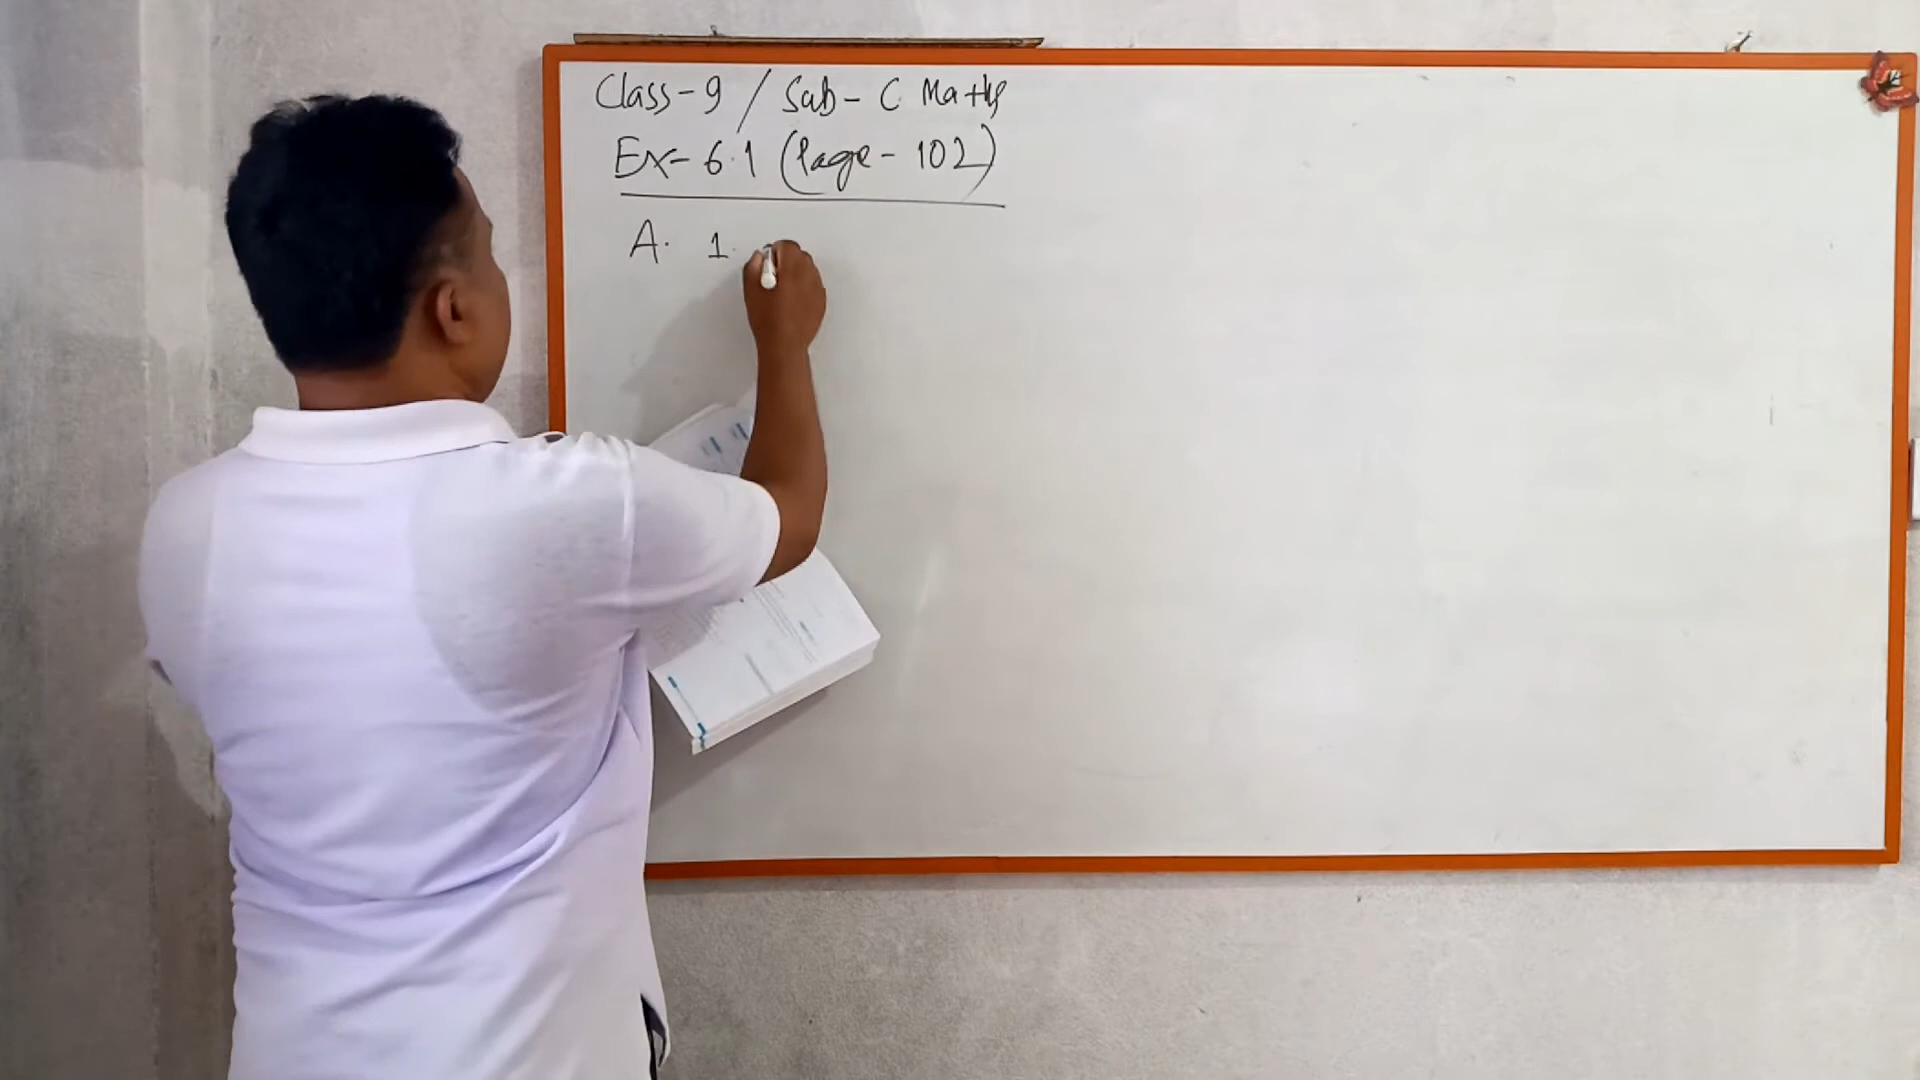 Class-9 / Sub- C Maths
Ex- 6.1 (Page- 102)
A. 1.